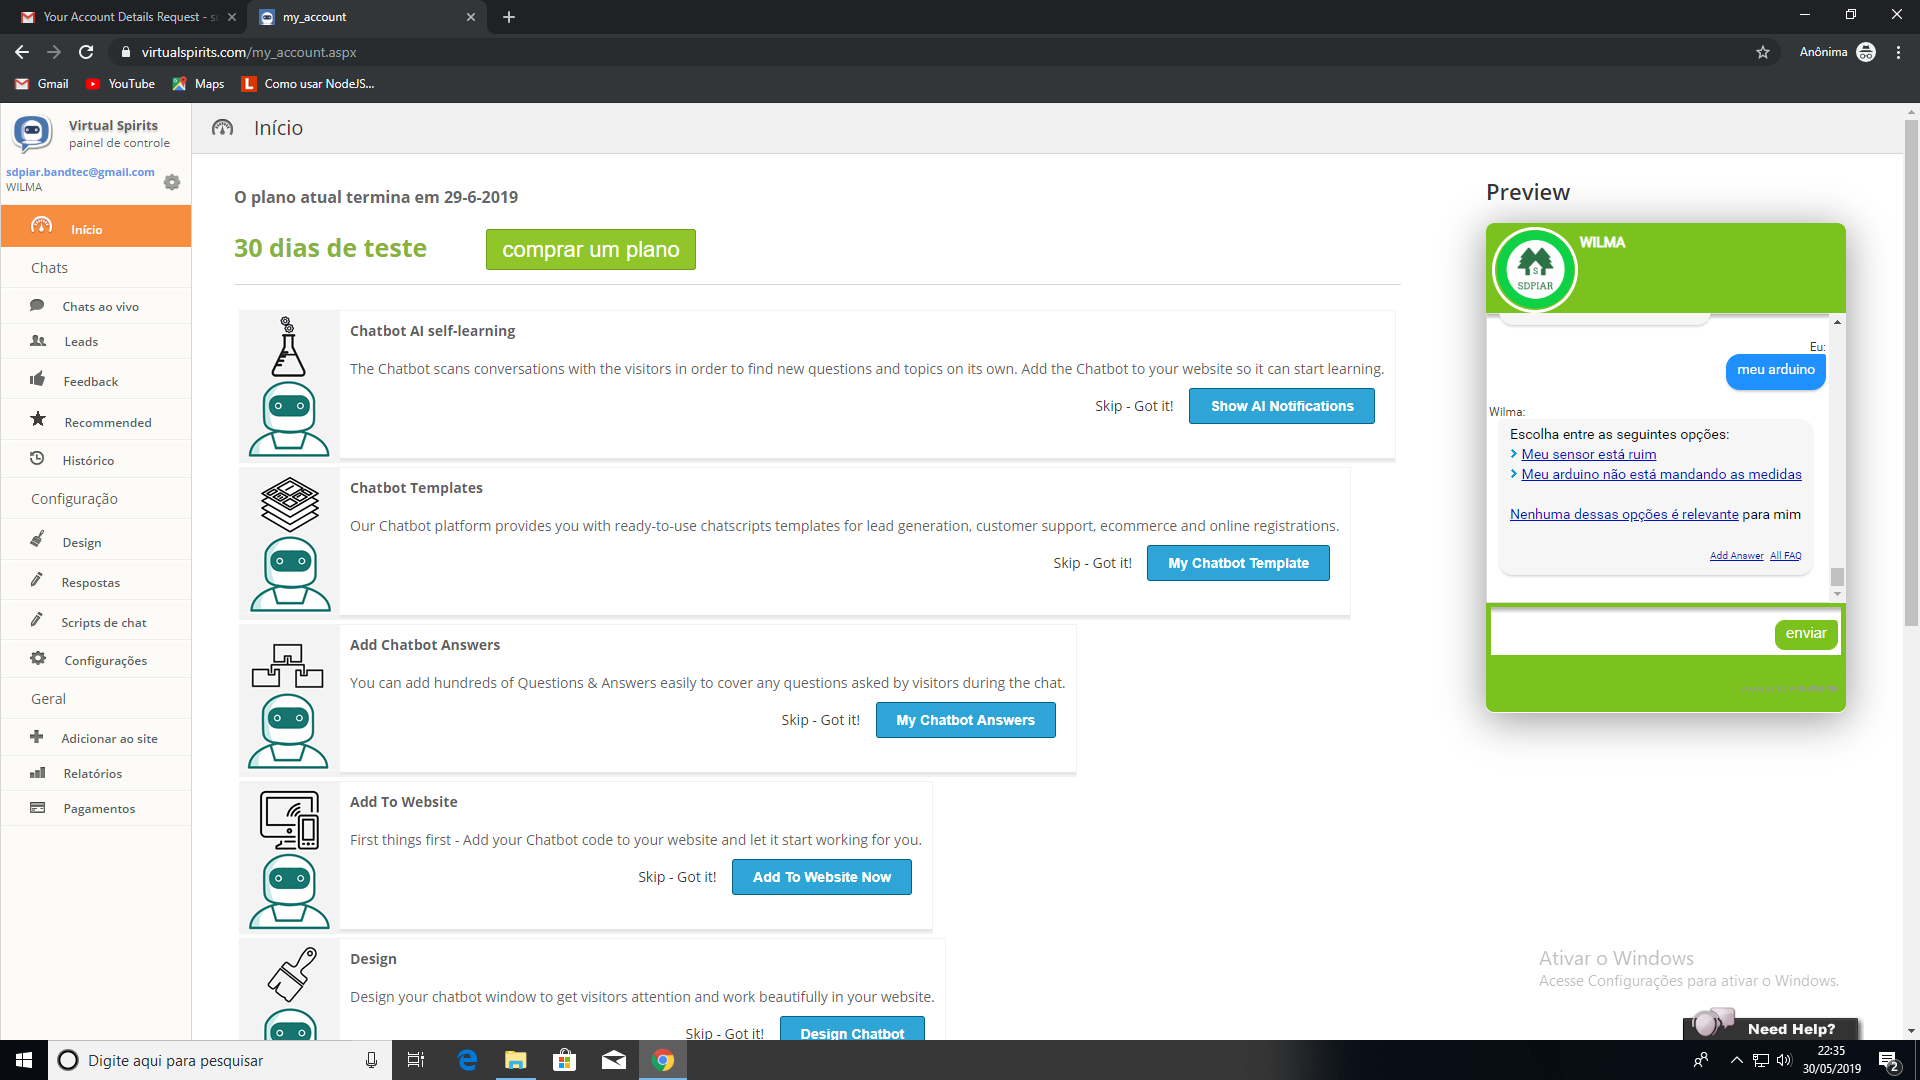 Your Account Details Request - sd
my_account
virtualspirits.com/my_account.aspx
Anônima
Gmail
YouTube
Maps
Como usar NodeJS...
Virtual Spirits
painel de controle
sdpiar.bandtec@gmail.com
WILMA
Início
Chats
Chats ao vivo
Leads
Feedback
Recommended
Histórico
Configuração
Design
Respostas
Scripts de chat
Configurações
Geral
Adicionar ao site
Relatórios
Pagamentos
Início
O plano atual termina em 29-6-2019
30 dias de teste
comprar um plano
Chatbot AI self-learning
The Chatbot scans conversations with the visitors in order to find new questions and topics on its own. Add the Chatbot to your website so it can start learning.
Skip - Got it!
Show AI Notifications
Chatbot Templates
Our Chatbot platform provides you with ready-to-use chatscripts templates for lead generation, customer support, ecommerce and online registrations.
Skip - Got it!
My Chatbot Template
Add Chatbot Answers
You can add hundreds of Questions & Answers easily to cover any questions asked by visitors during the chat.
Skip - Got it!
My Chatbot Answers
Add To Website
First things first - Add your Chatbot code to your website and let it start working for you.
Skip - Got it!
Add To Website Now
Design
Design your chatbot window to get visitors attention and work beautifully in your website.
Skip - Got it!
Design Chatbot
Preview
WILMA
S
SDPIAR
Eu:
meu arduino
Wilma:
Escolha entre as seguintes opções:
Meu sensor está ruim
Meu arduino não está mandando as medidas
Nenhuma dessas opções é relevante para mim
Add Answer All FAQ
enviar
Ativar o Windows
Acesse Configurações para ativar o Windows.
Need Help?
Digite aqui para pesquisar
22:35
30/05/2019
2